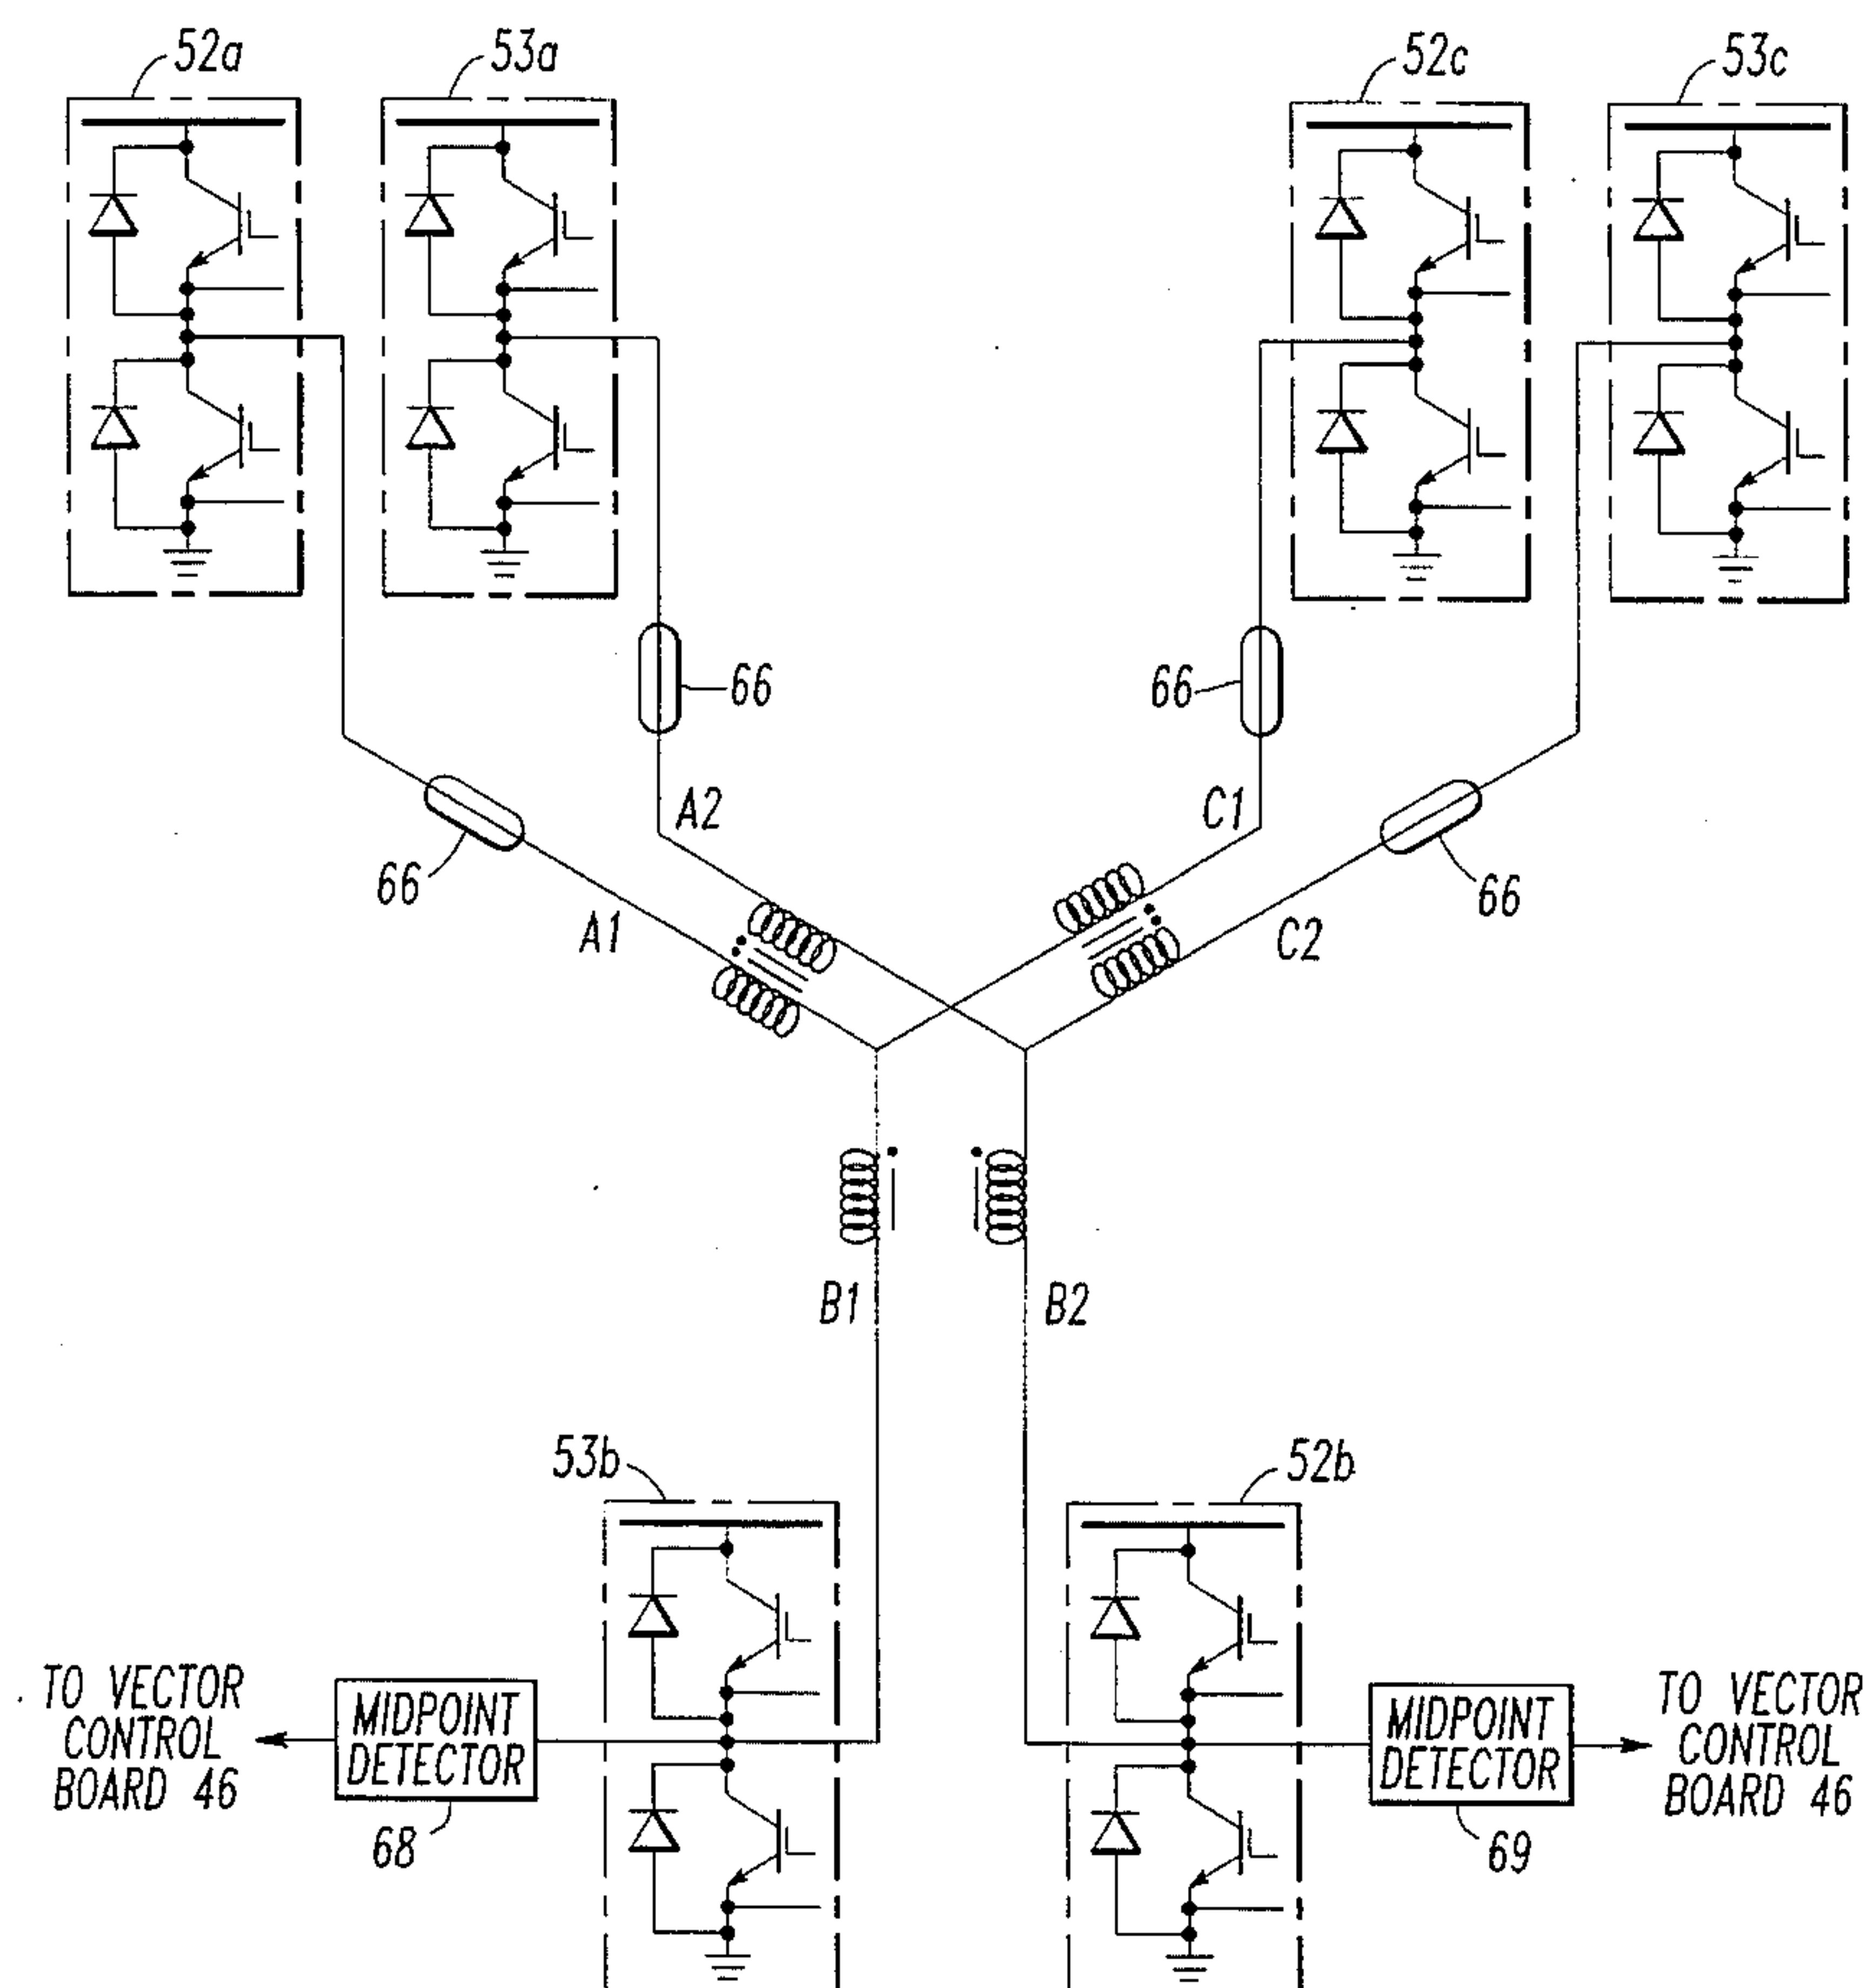 52a
53a
52c
53c
66
66
66
66
A2
C1
A1
C2
B1
B2
53b
52b
TO VECTOR
CONTROL
BOARD 46
MIDPOINT
DETECTOR
68
MIDPOINT
DETECTOR
69
TO VECTOR
CONTROL
BOARD 46